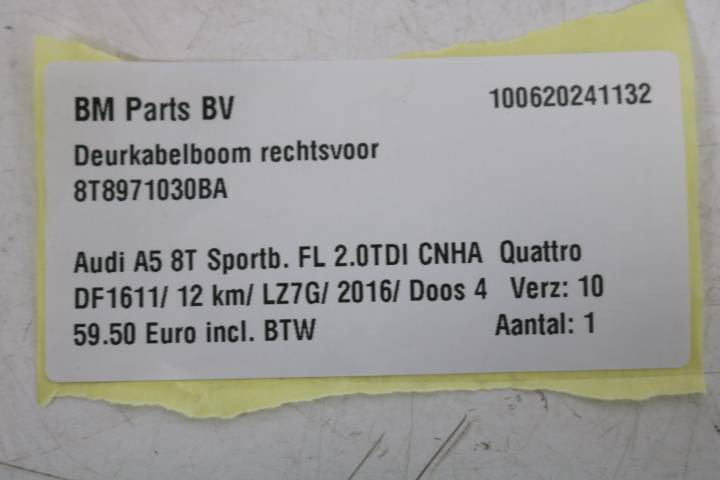 BM Parts BV 100620241132
Deurkabelboom rechtsvoor
8T8971030BA
Audi A5 8T Sportb. FL 2.0TDI CNHA Quattro
DF1611/ 12 km/ LZ7G/ 2016/ Doos 4 Verz: 10
59.50 Euro incl. BTW Aantal: 1